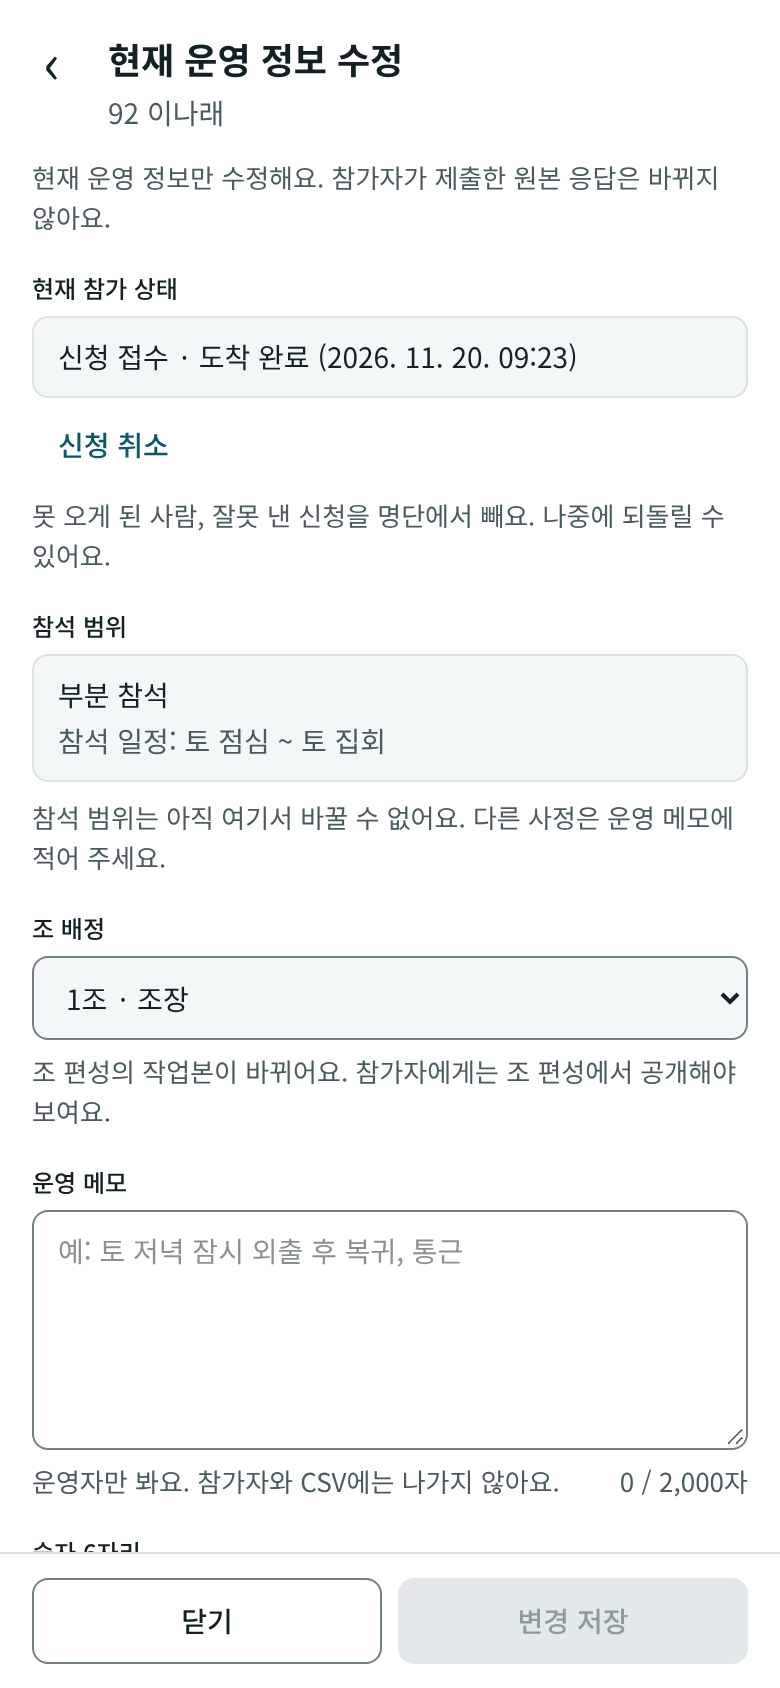 현재 운영 정보 수정
92 이나래
현재 운영 정보만 수정해요. 참가자가 제출한 원본 응답은 바뀌지
않아요.
현재 참가 상태
신청 접수 · 도착 완료 (2026. 11. 20. 09:23)
신청 취소
못 오게 된 사람, 잘못 낸 신청을 명단에서 빼요. 나중에 되돌릴 수
있어요.
참석 범위
부분 참석
참석 일정: 토 점심 ~ 토 집회
참석 범위는 아직 여기서 바꿀 수 없어요. 다른 사정은 운영 메모에
적어 주세요.
조 배정
1조 · 조장
조 편성의 작업본이 바뀌어요. 참가자에게는 조 편성에서 공개해야
보여요.
운영 메모
예: 토 저녁 잠시 외출 후 복귀, 통근
운영자만 봐요. 참가자와 CSV에는 나가지 않아요. 0 / 2,000자
닫기
변경 저장